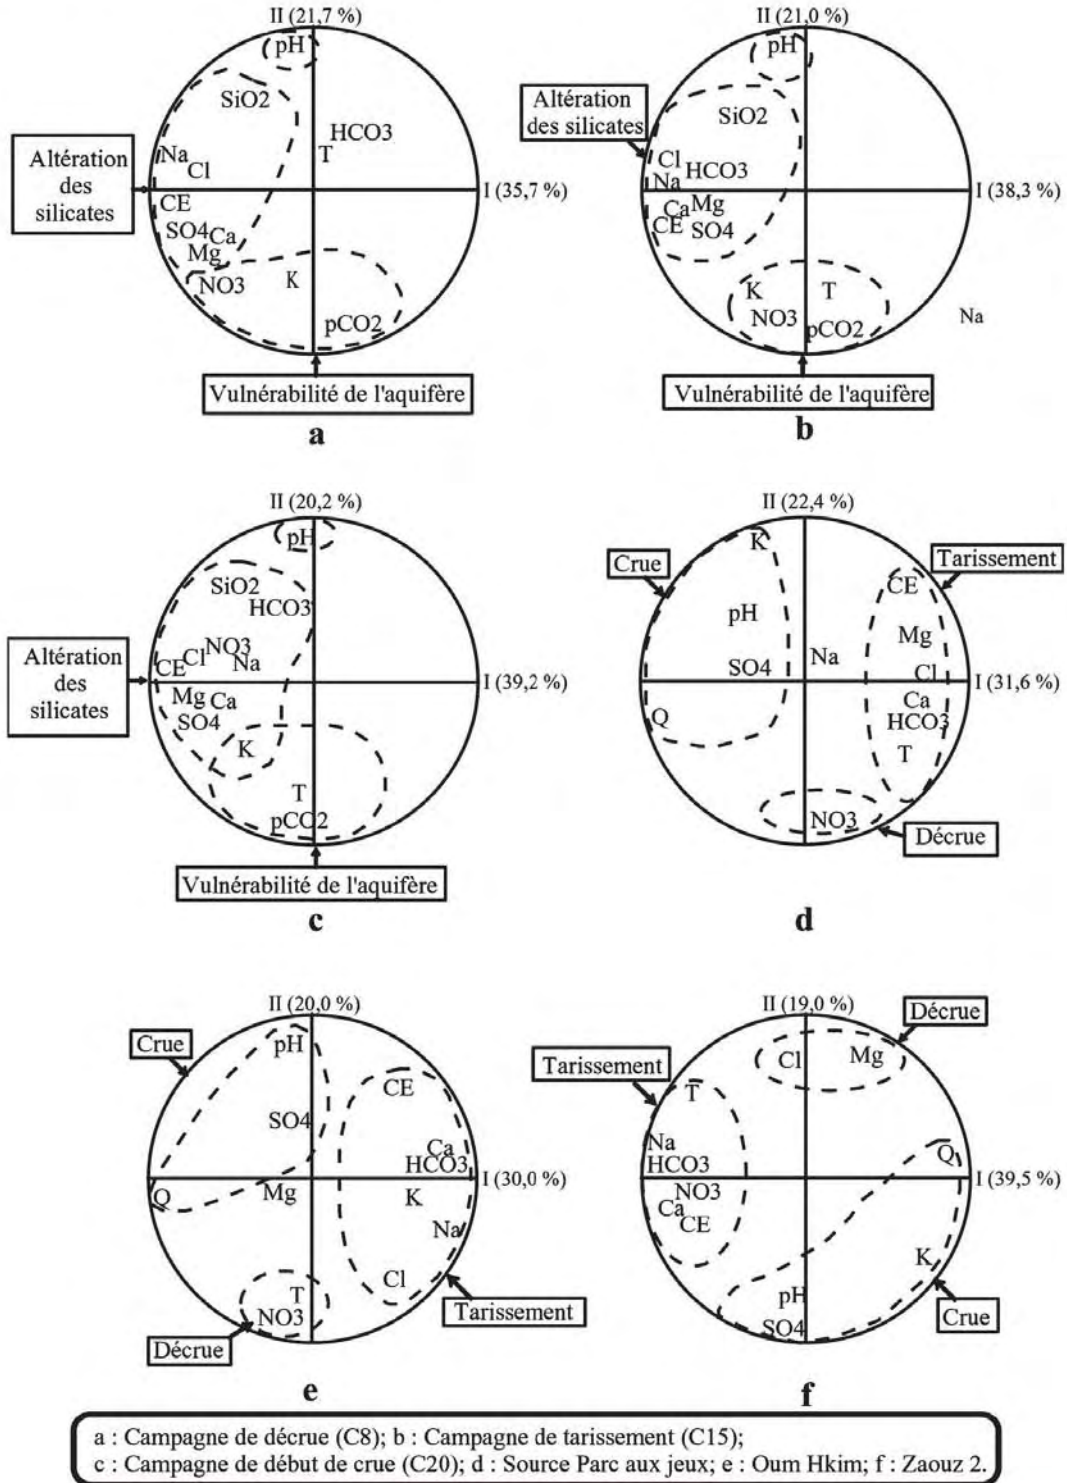 II (21,7 %)
pH
SiO2
HCO3
T
Na
Cl
I (35,7 %)
CE
SO4 Ca
Mg
NO3
K
pCO2
Altération
des
silicates
Vulnérabilité de l'aquifère
a
II (21,0 %)
pH
SiO2
Altération
des silicates
Cl
HCO3
Na
I (38,3 %)
Ca Mg
CE SO4
K
T
NO3
pCO2
Na
Vulnérabilité de l'aquifère
b
II (20,2 %)
pH
SiO2
HCO3
NO3
Cl
CE
Na
I (39,2 %)
Mg Ca
SO4
K
T
pCO2
Altération
des
silicates
Vulnérabilité de l'aquifère
c
II (22,4 %)
K
Crue
Tarissement
CE
pH
Mg
Na
SO4
Cl
I (31,6 %)
Ca
Q
HCO3
T
NO3
Décrue
d
II (20,0 %)
Crue
pH
CE
SO4
Ca
HCO3
I (30,0 %)
Q
Mg
K
Na
Cl
T
NO3
Tarissement
Décrue
e
II (19,0 %)
Décrue
Cl
Mg
Tarissement
T
Na
Q
HCO3
I (39,5 %)
NO3
Ca
CE
K
pH
SO4
Crue
f
a : Campagne de décrue (C8); b : Campagne de tarissement (C15);
c : Campagne de début de crue (C20); d : Source Parc aux jeux; e : Oum Hkim; f : Zaouz 2.